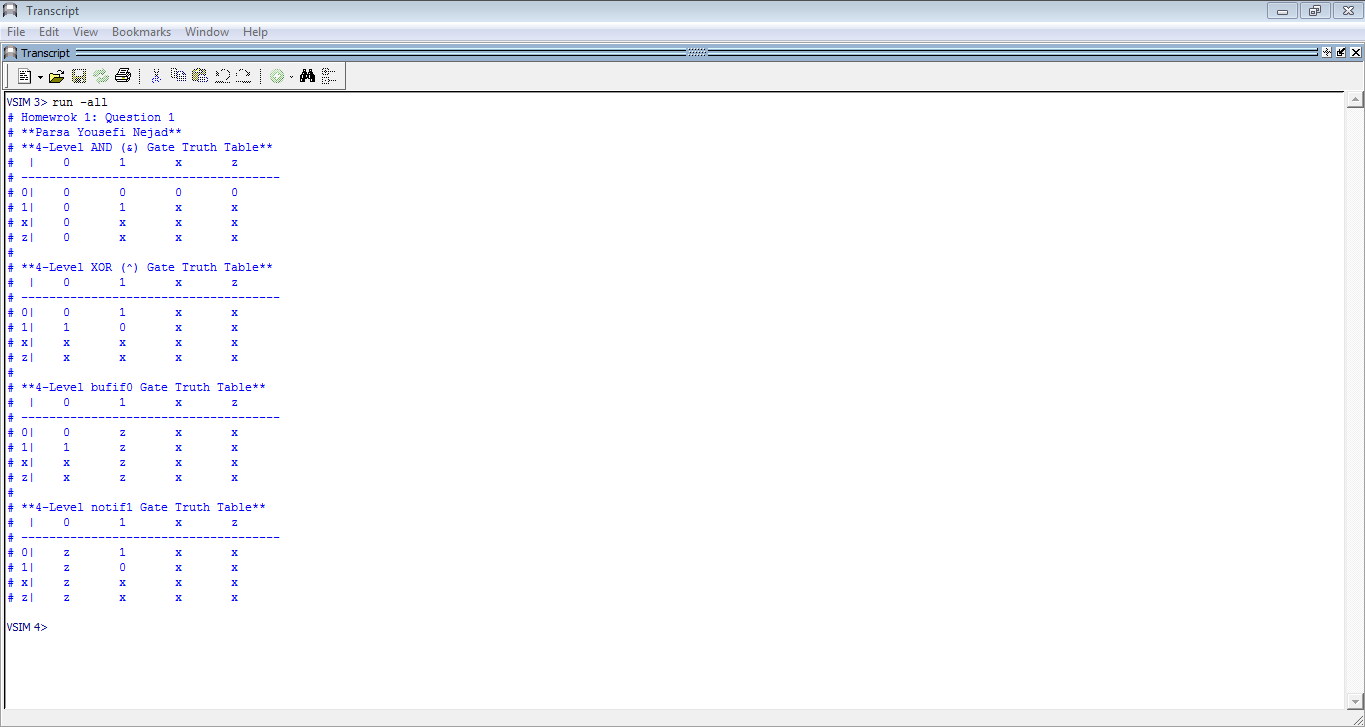 Transcript
File Edit View Bookmarks Window Help
Transcript
VSIM 3> run -all
# Homewrok 1: Question 1
# **Parsa Yousefi Nejad**
# **4-Level AND (&) Gate Truth Table**
#  |    0       1       x       z
# -------------------------------------
# 0|    0       0       0       0
# 1|    0       1       x       x
# x|    0       x       x       x
# z|    0       x       x       x
#
# **4-Level XOR (^) Gate Truth Table**
#  |    0       1       x       z
# -------------------------------------
# 0|    0       1       x       x
# 1|    1       0       x       x
# x|    x       x       x       x
# z|    x       x       x       x
#
# **4-Level bufif0 Gate Truth Table**
#  |    0       1       x       z
# -------------------------------------
# 0|    0       z       x       x
# 1|    1       z       x       x
# x|    x       z       x       x
# z|    x       z       x       x
#
# **4-Level notif1 Gate Truth Table**
#  |    0       1       x       z
# -------------------------------------
# 0|    z       1       x       x
# 1|    z       0       x       x
# x|    z       x       x       x
# z|    z       x       x       x
VSIM 4>